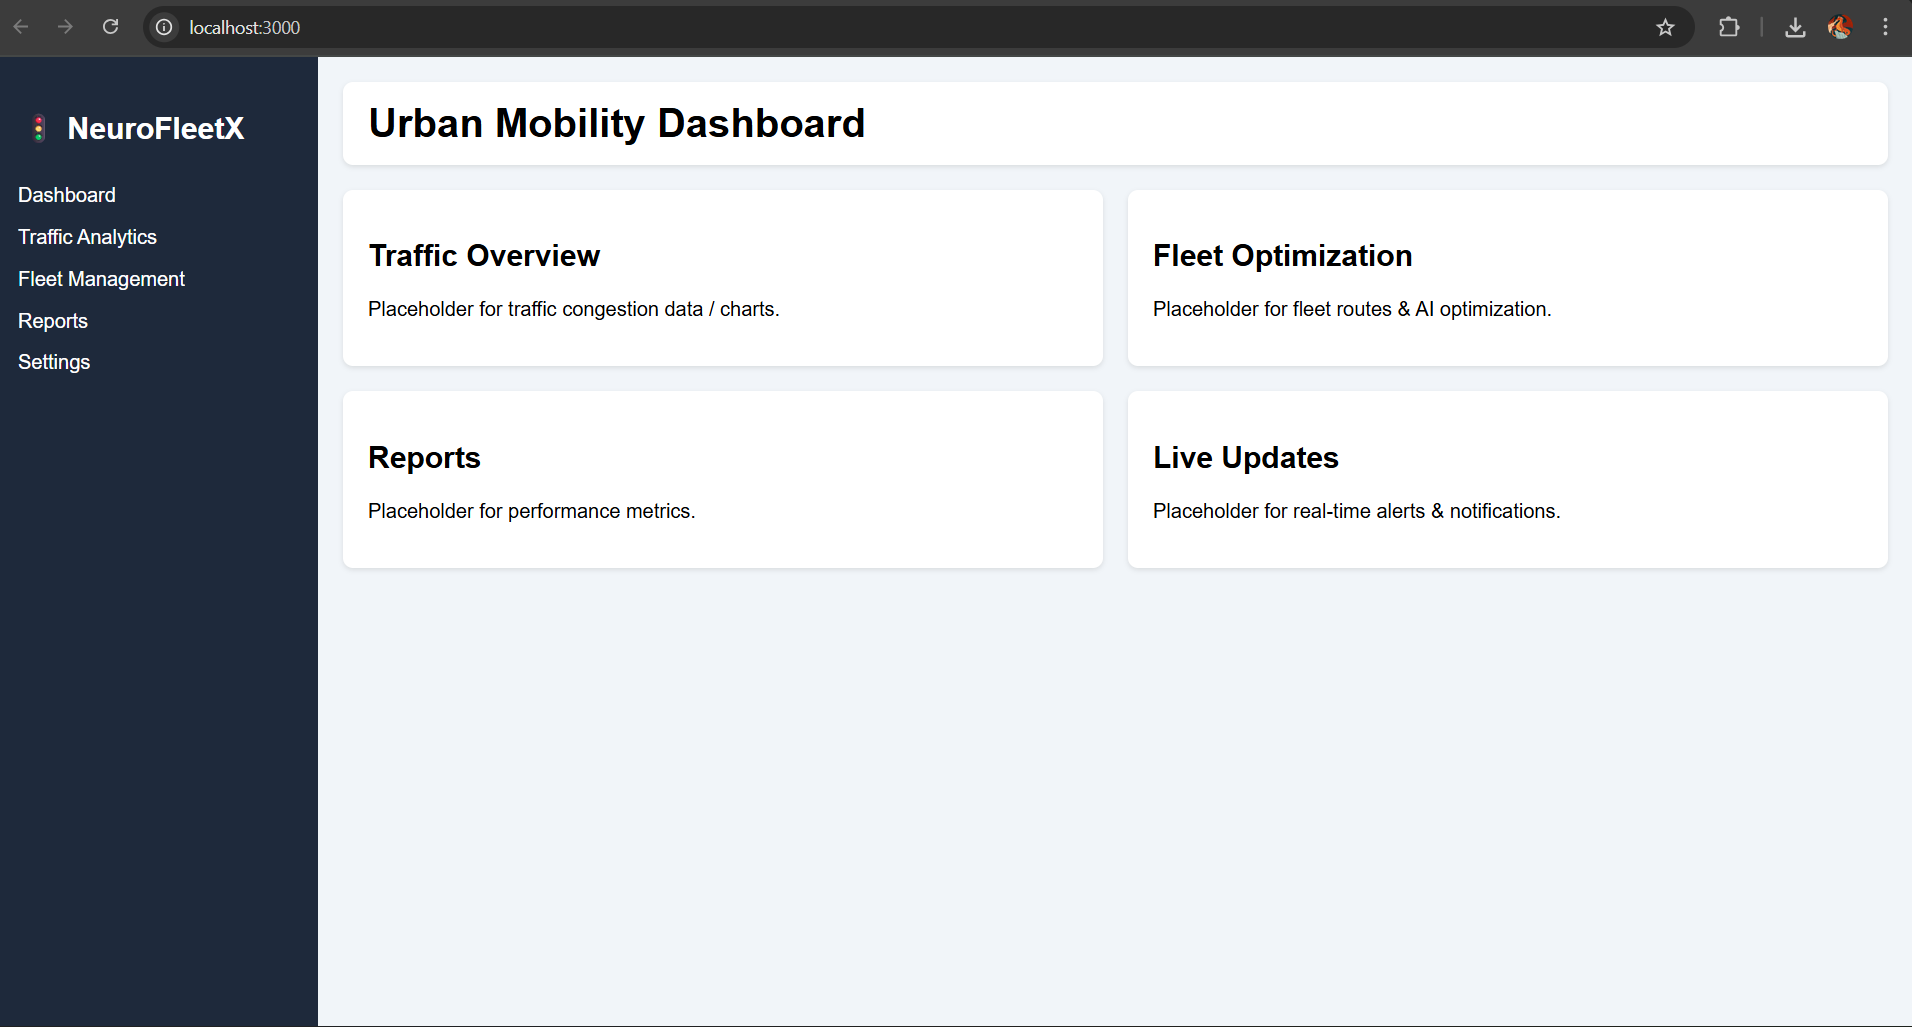 localhost:3000
NeuroFleetX
Dashboard
Traffic Analytics
Fleet Management
Reports
Settings
Urban Mobility Dashboard
Traffic Overview
Placeholder for traffic congestion data / charts.
Fleet Optimization
Placeholder for fleet routes & AI optimization.
Reports
Placeholder for performance metrics.
Live Updates
Placeholder for real-time alerts & notifications.